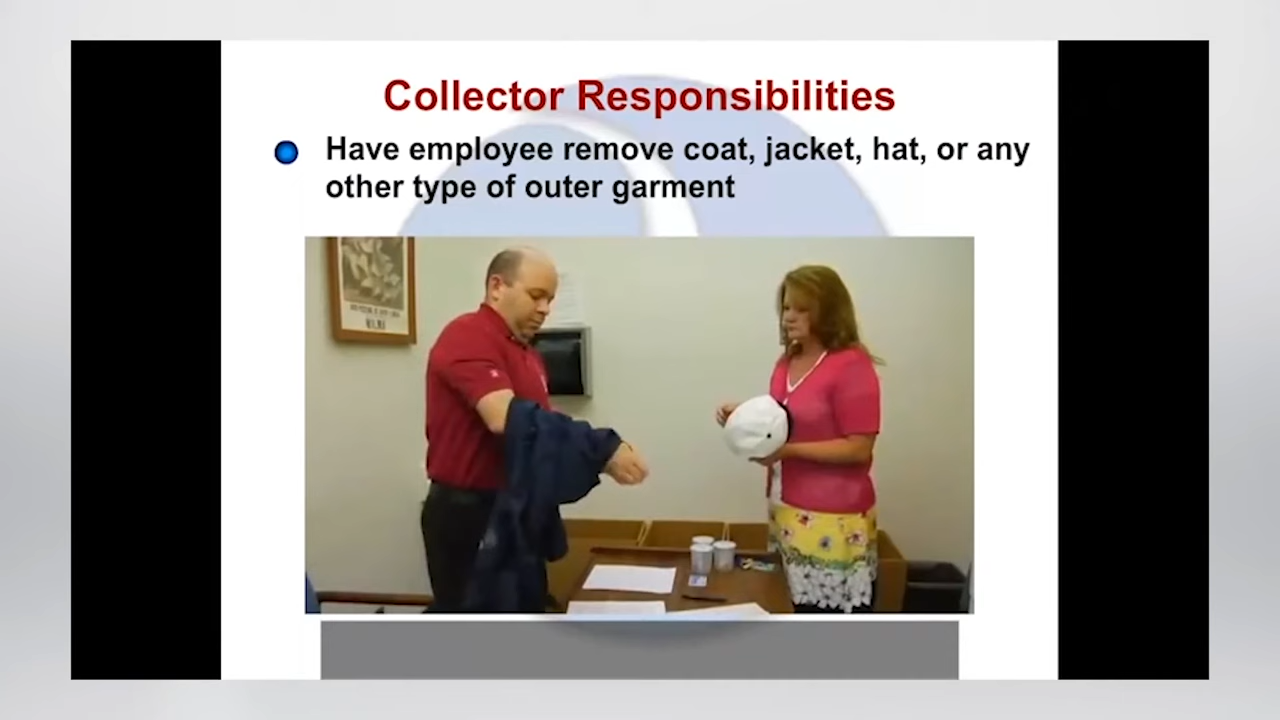 Collector Responsibilities
Have employee remove coat, jacket, hat, or any
other type of outer garment